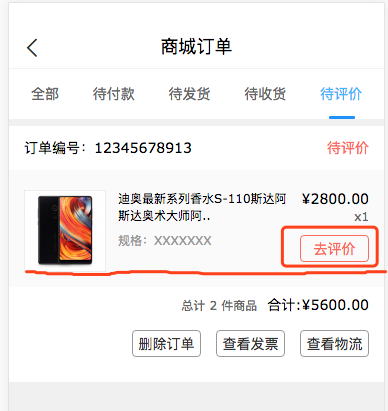 商城订单
全部 待付款 待发货 待收货 待评价
订单编号：12345678913 待评价
迪奥最新系列香水S-110斯达阿 ¥2800.00
斯达奥术大师阿.. x1
规格：XXXXXXX 去评价
总计 2 件商品 合计:¥5600.00
删除订单 查看发票 查看物流